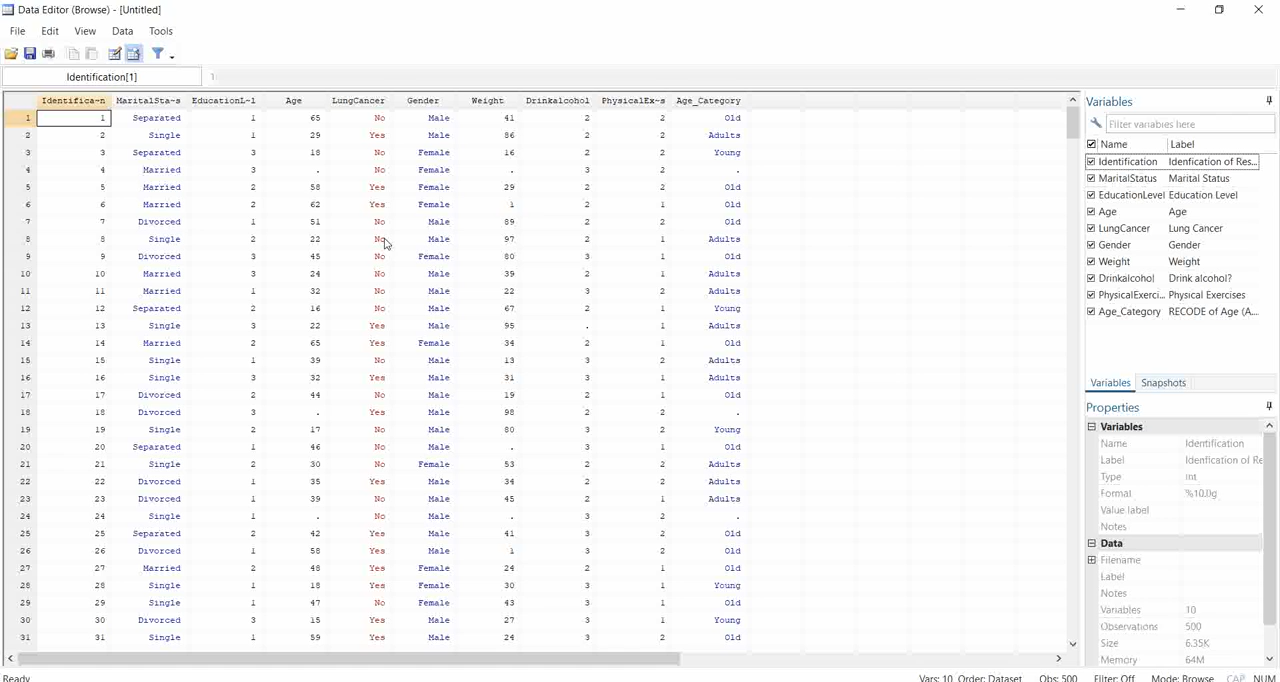 Data Editor (Browse) - [Untitled]
File Edit View Data Tools
Identification[1] 1
Identifica~n MaritalSta~s EducationL~l Age LungCancer Gender Weight Drinkalcohol PhysicalEx~s Age_Category
1 1 Separated 1 65 No Male 41 2 2 Old
2 2 Single 1 29 Yes Male 86 2 2 Adults
3 3 Separated 3 18 No Female 16 2 2 Young
4 4 Married 3 . No Female . 3 2 .
5 5 Married 2 58 Yes Female 29 2 2 Old
6 6 Married 2 62 Yes Female 1 2 1 Old
7 7 Divorced 1 51 No Male 89 2 2 Old
8 8 Single 2 22 No Male 97 2 1 Adults
9 9 Divorced 3 45 No Female 80 3 1 Old
10 10 Married 3 24 No Male 39 2 1 Adults
11 11 Married 1 32 No Male 22 3 2 Adults
12 12 Separated 2 16 No Male 67 2 1 Young
13 13 Single 3 22 Yes Male 95 . 1 Adults
14 14 Married 2 65 Yes Female 34 2 1 Old
15 15 Single 1 39 No Male 13 3 2 Adults
16 16 Single 3 32 Yes Male 31 3 1 Adults
17 17 Divorced 2 44 No Male 19 2 1 Old
18 18 Divorced 3 . Yes Male 98 2 2 .
19 19 Single 2 17 No Male 80 3 2 Young
20 20 Separated 1 46 No Male . 3 1 Old
21 21 Single 2 30 No Female 53 2 2 Adults
22 22 Divorced 1 35 Yes Male 34 2 2 Adults
23 23 Divorced 1 39 No Male 45 2 1 Adults
24 24 Single 1 . No Male . 3 2 .
25 25 Separated 2 42 Yes Male 41 3 2 Old
26 26 Divorced 1 58 Yes Male 1 3 2 Old
27 27 Married 2 48 Yes Female 24 2 1 Old
28 28 Single 1 18 Yes Female 30 3 1 Young
29 29 Single 1 47 No Female 43 3 1 Old
30 30 Divorced 3 15 Yes Male 27 3 1 Young
31 31 Single 1 59 Yes Male 24 3 2 Old
Variables
Filter variables here
Name Label
Identification Idenfication of Res...
MaritalStatus Marital Status
EducationLevel Education Level
Age Age
LungCancer Lung Cancer
Gender Gender
Weight Weight
Drinkalcohol Drink alcohol?
PhysicalExerci... Physical Exercises
Age_Category RECODE of Age (A...
Variables Snapshots
Properties
Variables
Name Identification
Label Idenfication of Re
Type int
Format %10.0g
Value label
Notes
Data
Filename
Label
Notes
Variables 10
Observations 500
Size 6.35K
Memory 64M
Ready Vars: 10 Order: Dataset Obs: 500 Filter: Off Mode: Browse CAP NUM